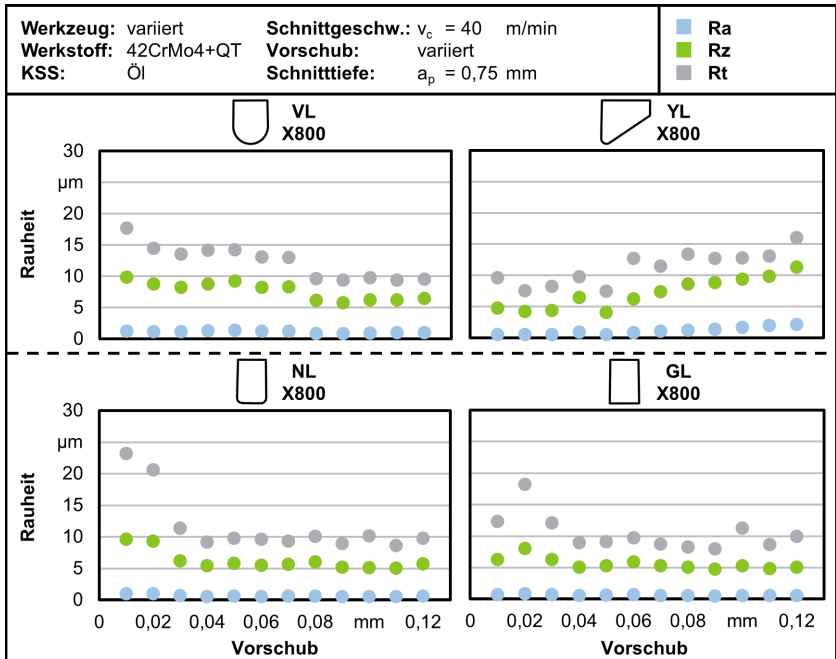 Werkzeug: variiert Schnittgeschw.: vc = 40 m/min
Werkstoff: 42CrMo4+QT Vorschub: variiert
KSS: Öl Schnitttiefe: ap = 0,75 mm
Ra
Rz
Rt
VL
X800
YL
X800
30
µm
20
15
10
5
0
Rauheit
NL
X800
GL
X800
30
µm
20
15
10
5
0
Rauheit
0 0,02 0,04 0,06 0,08 mm 0,12
Vorschub
0 0,02 0,04 0,06 0,08 mm 0,12
Vorschub